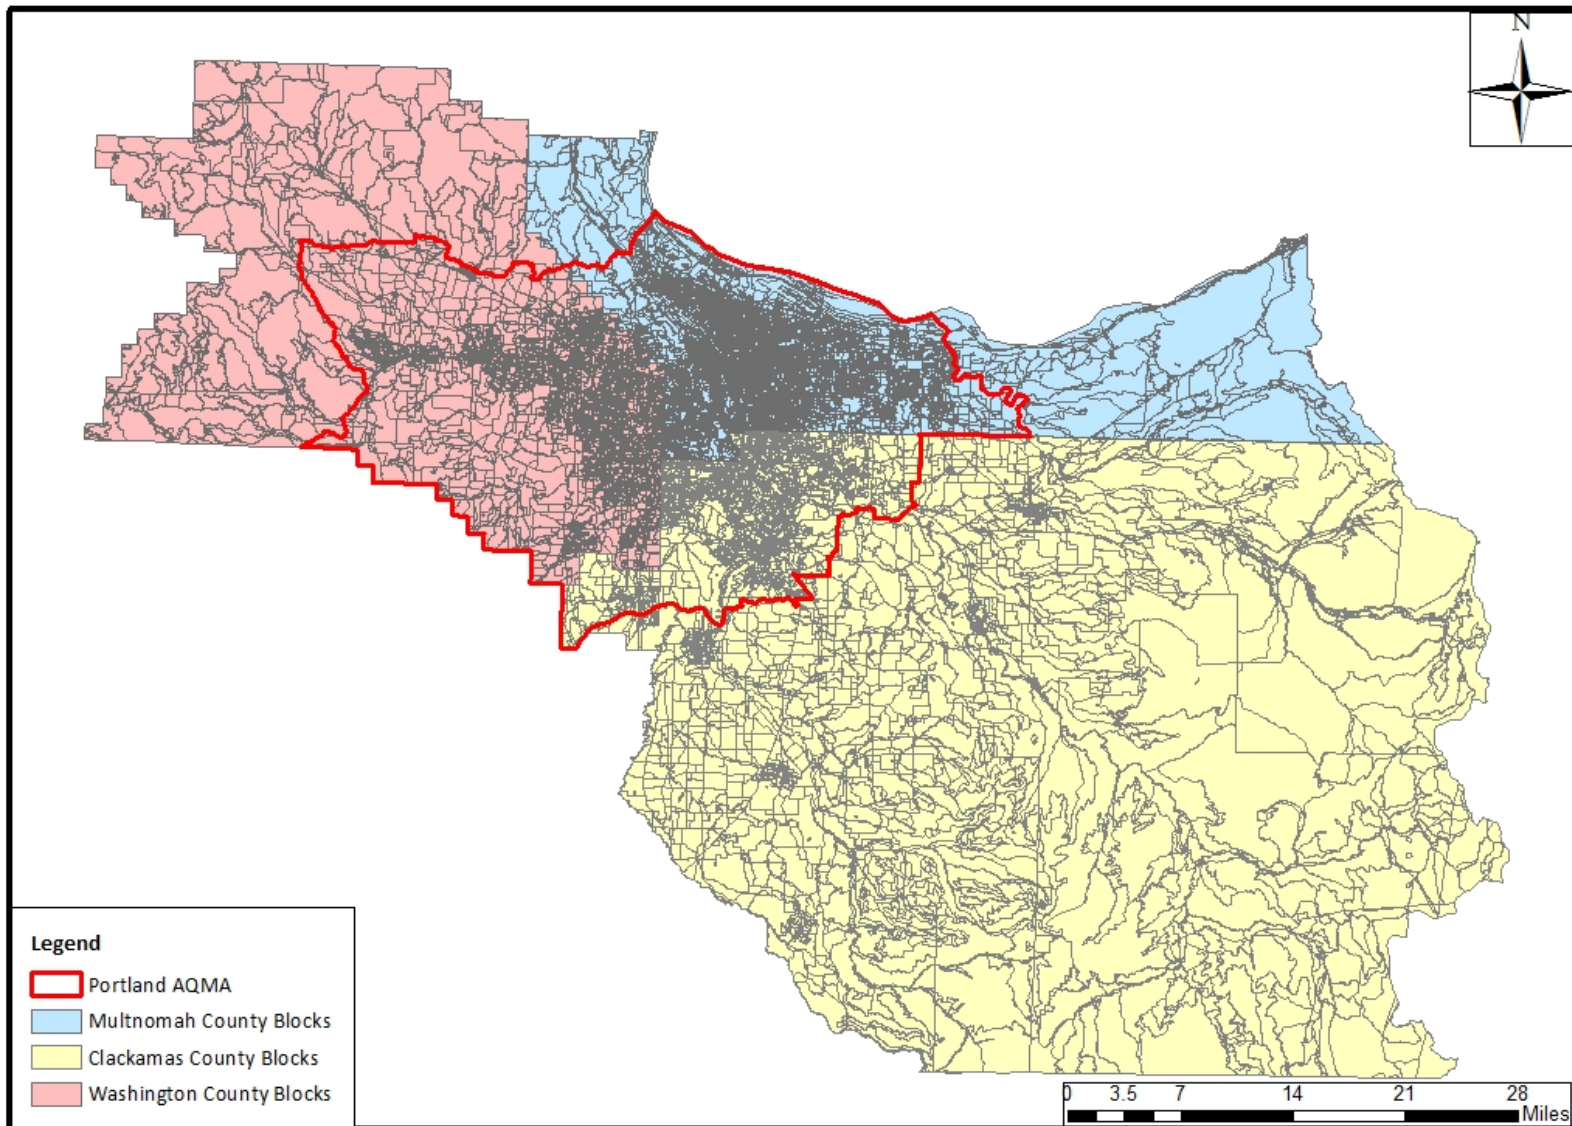 N
Legend
Portland AQMA
Multnomah County Blocks
Clackamas County Blocks
Washington County Blocks
0 3.5 7 14 21 28
Miles